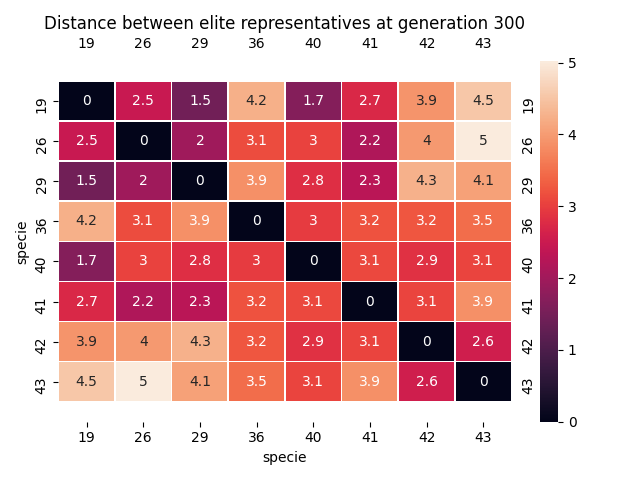 Distance between elite representatives at generation 300
19 26 29 36 40 41 42 43
19 0 2.5 1.5 4.2 1.7 2.7 3.9 4.5 19
26 2.5 0 2 3.1 3 2.2 4 5 26
29 1.5 2 0 3.9 2.8 2.3 4.3 4.1 29
36 4.2 3.1 3.9 0 3 3.2 3.2 3.5 36
40 1.7 3 2.8 3 0 3.1 2.9 3.1 40
41 2.7 2.2 2.3 3.2 3.1 0 3.1 3.9 41
42 3.9 4 4.3 3.2 2.9 3.1 0 2.6 42
43 4.5 5 4.1 3.5 3.1 3.9 2.6 0 43
19 26 29 36 40 41 42 43
specie
specie
5
4
3
2
1
0